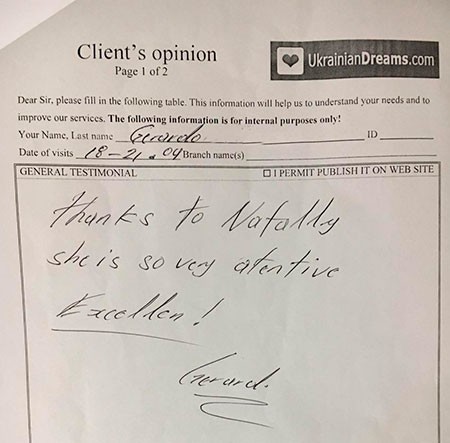 Client's opinion
Page 1 of 2
UkrainianDreams.com
Dear Sir, please fill in the following table. This information will help us to understand your needs and to
improve our services. The following information is for internal purposes only!
Your Name, Last name Gerardo ID
Date of visits 18-21.04 Branch name(s)
GENERAL TESTIMONIAL ☐ I PERMIT PUBLISH IT ON WEB SITE
Thanks to Natally
she is so very atentive
Excellen!
Gerard.